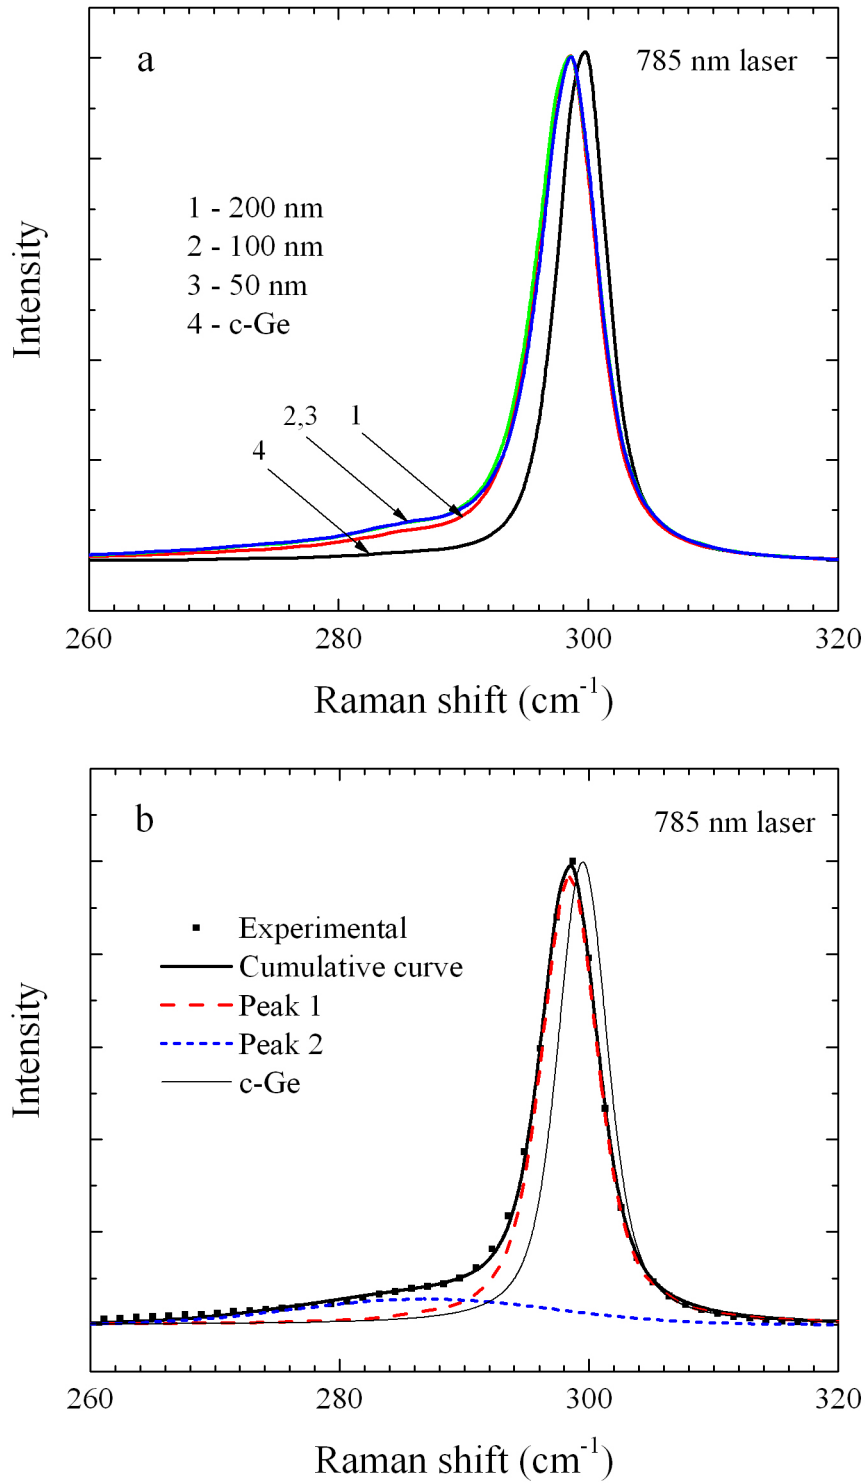 a
785 nm laser
1 - 200 nm
2 - 100 nm
3 - 50 nm
4 - c-Ge
4
2,3
1
Intensity
260
280
300
320
Raman shift (cm-1)
b
785 nm laser
Experimental
Cumulative curve
Peak 1
Peak 2
c-Ge
Intensity
260
280
300
320
Raman shift (cm-1)